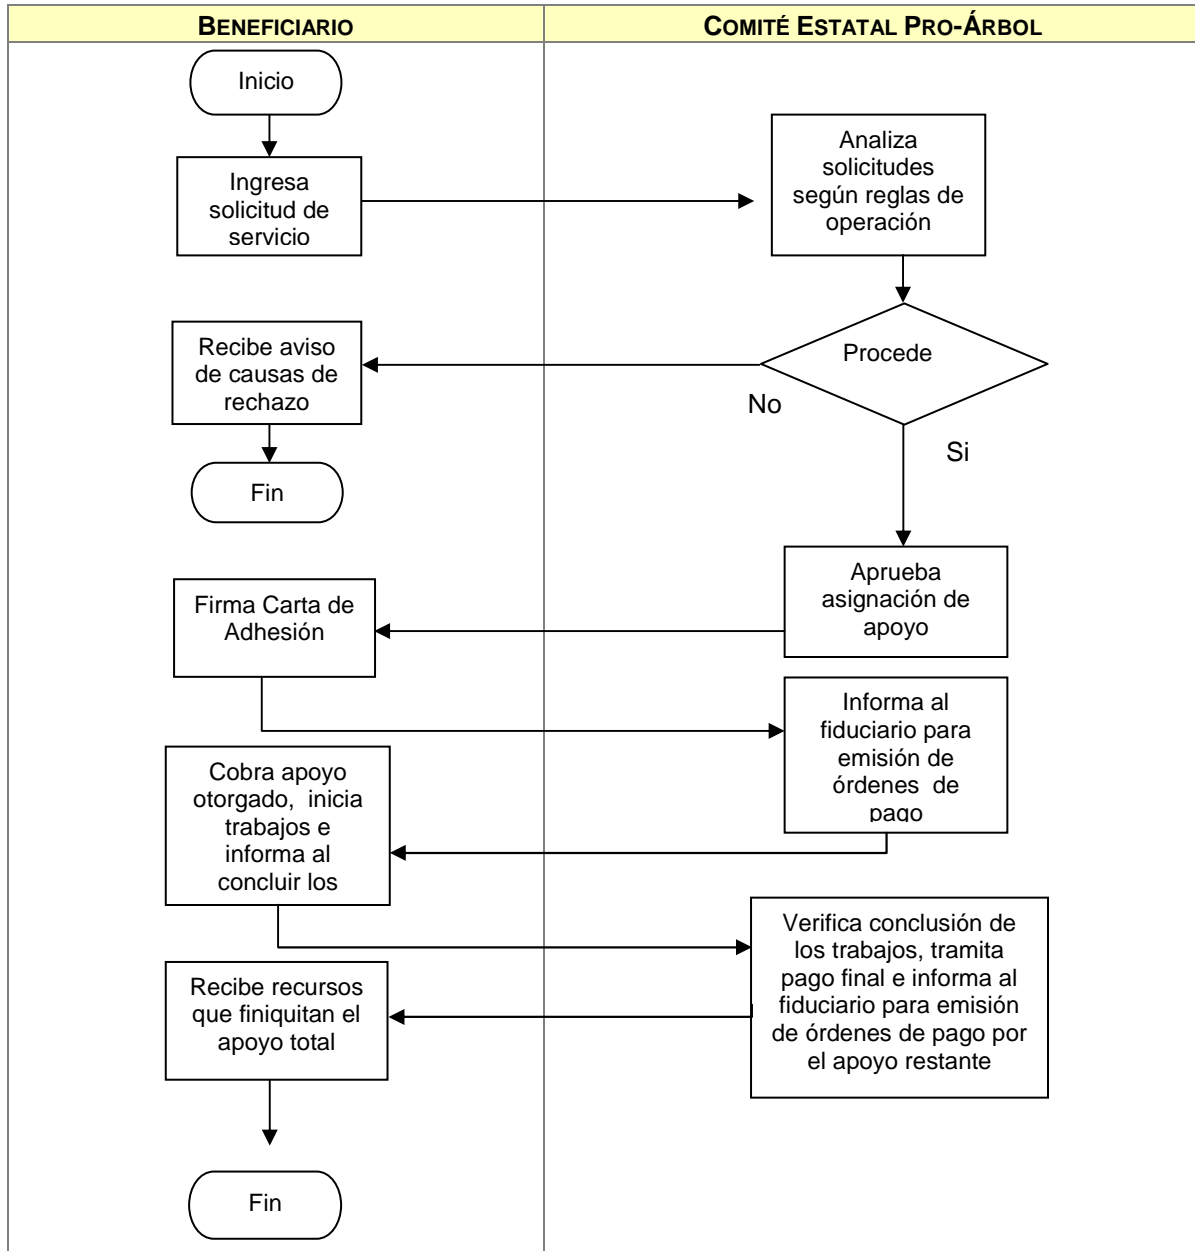 BENEFICIARIO
COMITÉ ESTATAL PRO-ÁRBOL
Inicio
Ingresa
solicitud de
servicio
Analiza
solicitudes
según reglas de
operación
Procede
No
Si
Recibe aviso
de causas de
rechazo
Fin
Aprueba
asignación de
apoyo
Firma Carta de
Adhesión
Informa al
fiduciario para
emisión de
órdenes de
pago
Cobra apoyo
otorgado, inicia
trabajos e
informa al
concluir los
Verifica conclusión de
los trabajos, tramita
pago final e informa al
fiduciario para emisión
de órdenes de pago por
el apoyo restante
Recibe recursos
que finiquitan el
apoyo total
Fin